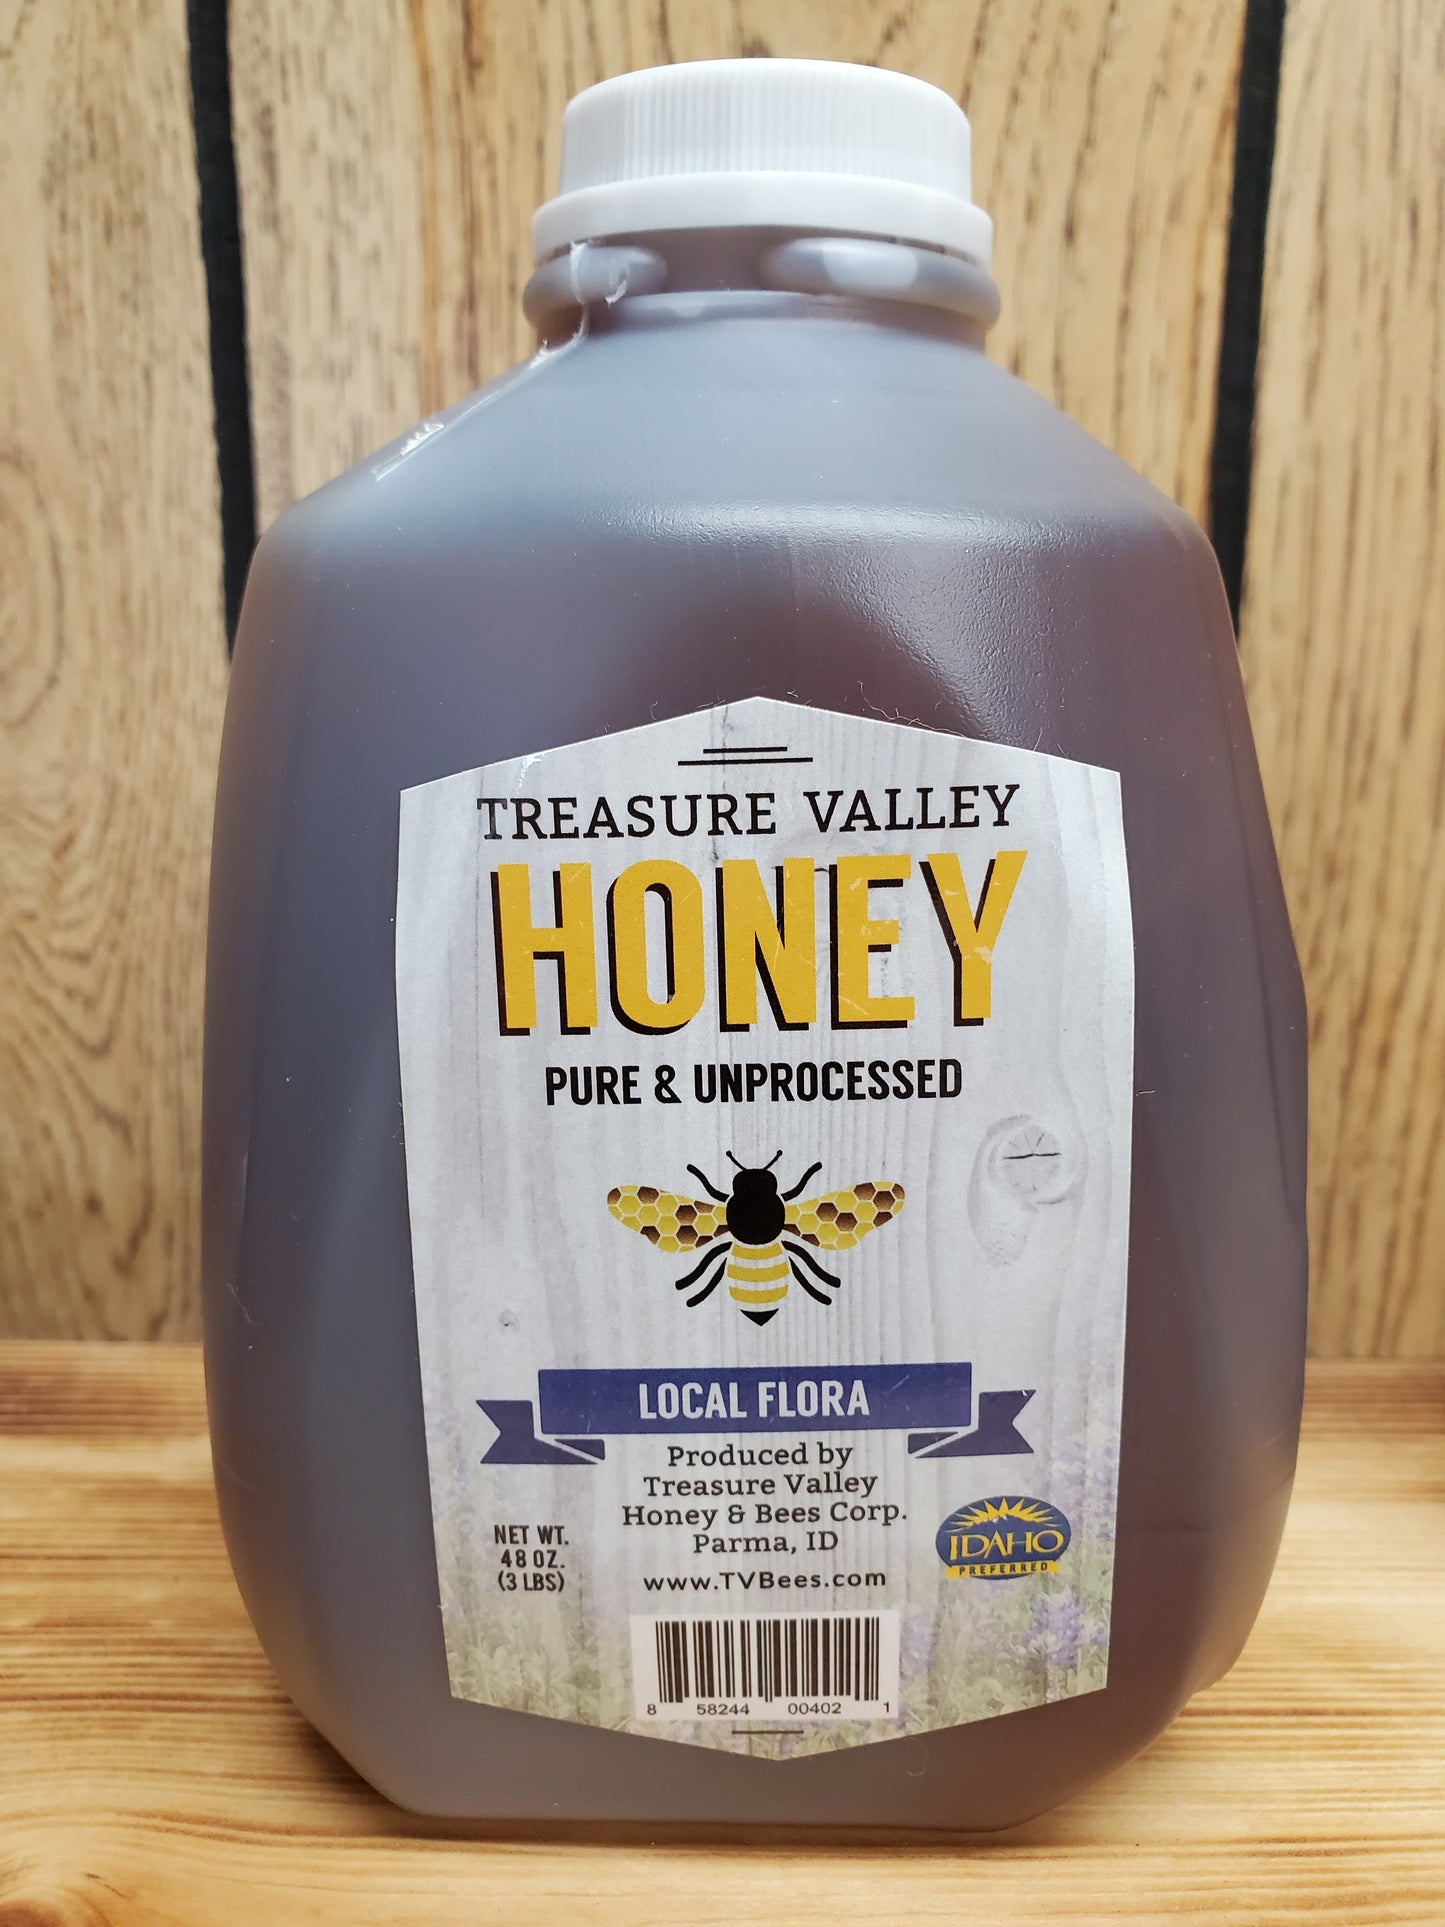 TREASURE VALLEY
HONEY
PURE & UNPROCESSED
LOCAL FLORA
Produced by
Treasure Valley
Honey & Bees Corp.
Parma, ID
www.TVBees.com
NET WT.
48 OZ.
(3 LBS)
IDAHO
PREFERRED
8 58244 00402 1